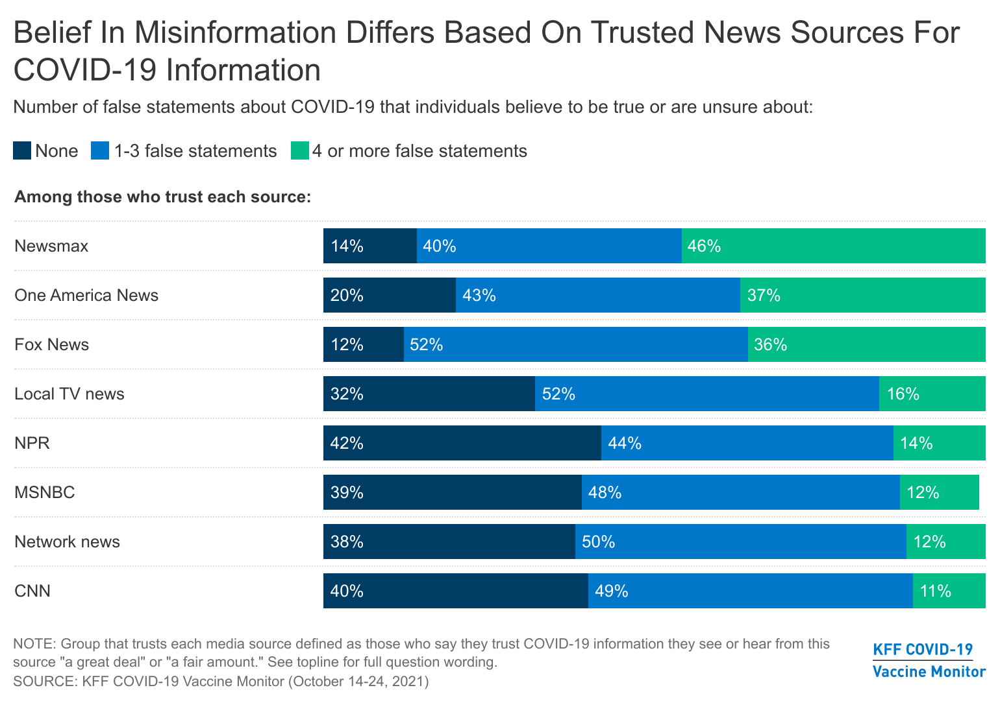 Belief In Misinformation Differs Based On Trusted News Sources For
COVID-19 Information
Number of false statements about COVID-19 that individuals believe to be true or are unsure about:
None 1-3 false statements 4 or more false statements
Among those who trust each source:
Newsmax 14% 40% 46%
One America News 20% 43% 37%
Fox News 12% 52% 36%
Local TV news 32% 52% 16%
NPR 42% 44% 14%
MSNBC 39% 48% 12%
Network news 38% 50% 12%
CNN 40% 49% 11%
NOTE: Group that trusts each media source defined as those who say they trust COVID-19 information they see or hear from this
source "a great deal" or "a fair amount." See topline for full question wording.
SOURCE: KFF COVID-19 Vaccine Monitor (October 14-24, 2021)
KFF COVID-19
Vaccine Monitor